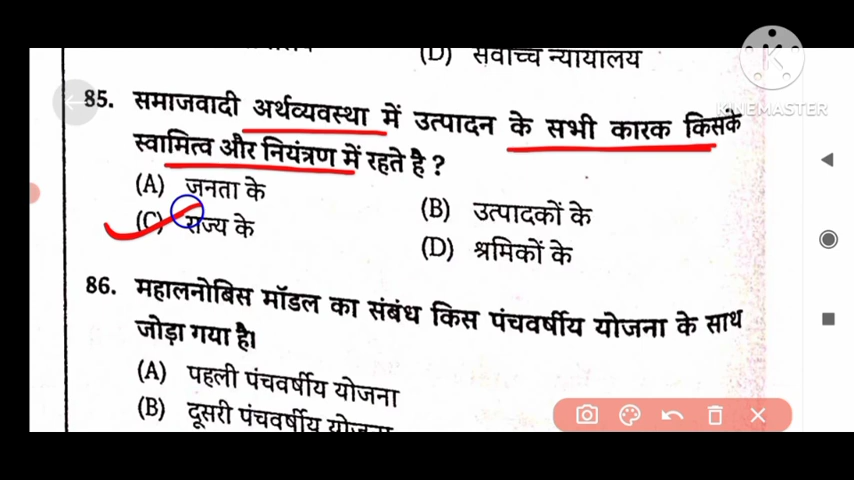 (D) सर्वोच्च न्यायालय
KINEMASTER
85. समाजवादी अर्थव्यवस्था में उत्पादन के सभी कारक किसके
स्वामित्व और नियंत्रण में रहते है ?
(A) जनता के
(B) उत्पादकों के
(C) राज्य के
(D) श्रमिकों के
86. महालनोबिस मॉडल का संबंध किस पंचवर्षीय योजना के साथ
जोड़ा गया है।
(A) पहली पंचवर्षीय योजना
(B) दूसरी पंचवर्षीय योजना